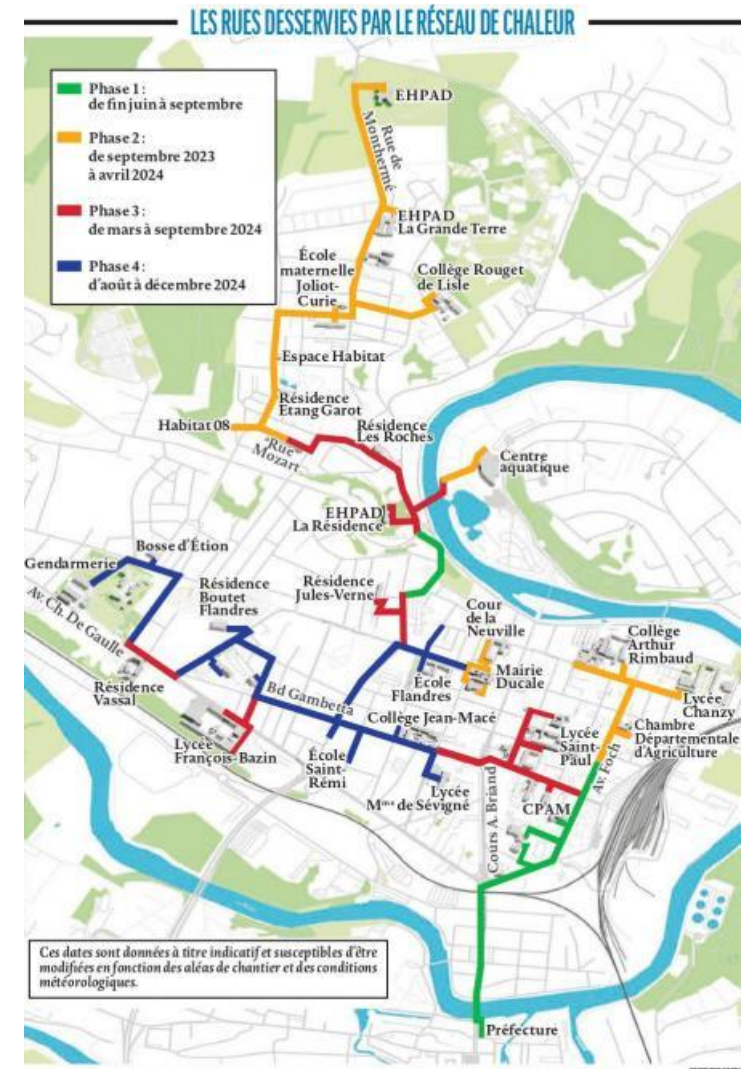 LES RUES DESSERVIES PAR LE RÉSEAU DE CHALEUR
Phase 1 :
de fin juin à septembre
Phase 2 :
de septembre 2023
à avril 2024
Phase 3 :
de mars à septembre 2024
Phase 4 :
d'août à décembre 2024
EHPAD
Rue de
Monthermé
EHPAD
La Grande Terre
École
maternelle
Joliot-
Curie
Collège Rouget
de Lisle
Espace Habitat
Résidence
Etang Garot
Habitat 08
Rue
Mozart
Résidence
Les Roches
Centre
aquatique
EHPAD
La Résidence
Bosse d'Étion
Gendarmerie
Av. Ch. De Gaulle
Résidence
Boutet
Flandres
Résidence
Jules-Verne
Cour
de la
Neuville
Collège
Arthur
Rimbaud
Résidence
Vassal
Bd Gambetta
École
Flandres
Mairie
Ducale
Lycée
Chanzy
Collège Jean-Macé
Lycée
Saint-
Paul
Chambre
Départementale
d'Agriculture
Av. Foch
Lycée
François-Bazin
École
Saint-
Rémi
Lycée
Mme de Sévigné
Cours A. Briand
CPAM
Ces dates sont données à titre indicatif et susceptibles d'être
modifiées en fonction des aléas de chantier et des conditions
météorologiques.
Préfecture